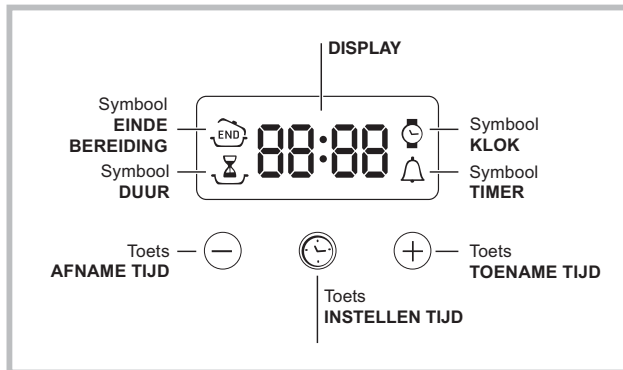 DISPLAY
Symbool
EINDE
BEREIDING
Symbool
DUUR
END
88:88
Symbool
KLOK
Symbool
TIMER
Toets
AFNAME TIJD
Toets
TOENAME TIJD
Toets
INSTELLEN TIJD